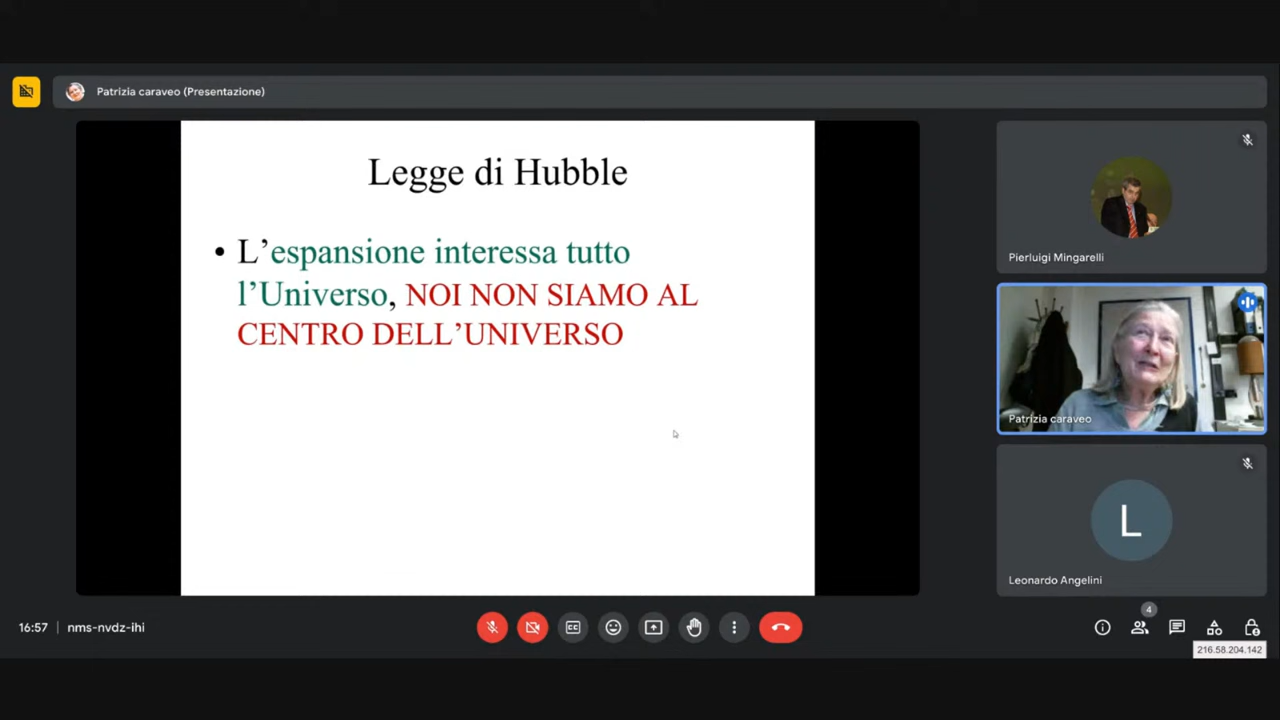 Patrizia caraveo (Presentazione)
Legge di Hubble
• L’espansione interessa tutto
l’Universo, NOI NON SIAMO AL
CENTRO DELL’UNIVERSO
Pierluigi Mingarelli
Patrizia caraveo
L
Leonardo Angelini
16:57 | nms-nvdz-ihi
CC
4
216.58.204.142